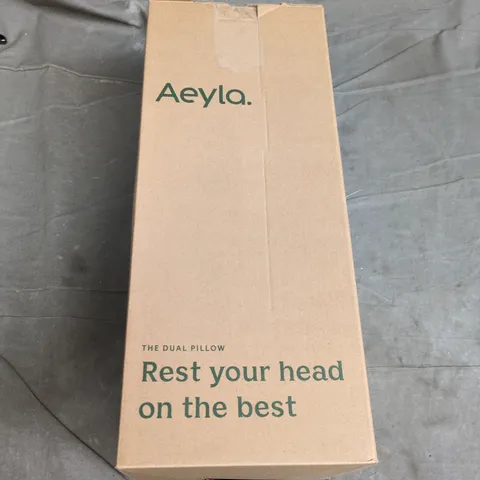 Aeyla.
THE DUAL PILLOW
Rest your head
on the best